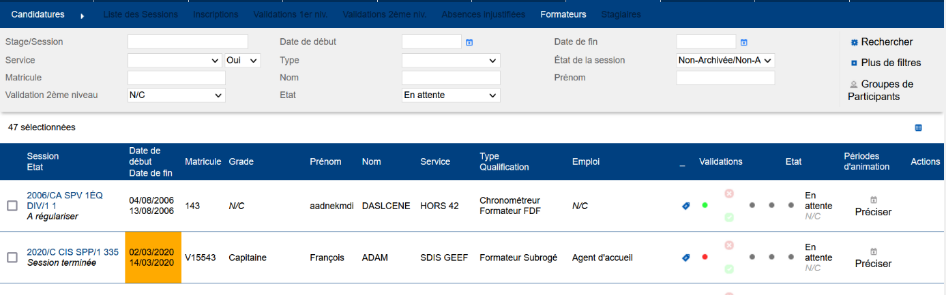 Candidatures Liste des Sessions Inscriptions Validations 1er niv. Validations 2ème niv. Absences Injustifiées Formateurs Stagiaires
Stage/Session Date de début Date de fin Rechercher
Service Oui Type État de la session Non-Archivée/Non-A Plus de filtres
Matricule Nom Prénom Groupes de
Participants
Validation 2ème niveau N/C Etat En attente
47 sélectionnées
Session
Etat
Date de
début
Date de fin
Matricule Grade Prénom Nom Service
Type
Qualification
Emploi _ Validations Etat
Périodes
d'animation
Actions
2006/CA SPV 1ÈQ
DIV/1 1
A régulariser
04/08/2006
13/08/2006
143 N/C aadnekmdi DASLCENE HORS 42
Chronométreur
Formateur FDF
N/C
En
attente
N/C
Préciser
2020/C CIS SPP/1 335
Session terminée
02/03/2020
14/03/2020
V15543 Capitaine François ADAM SDIS GEEF Formateur Subrogé Agent d'accueil
En
attente
N/C
Préciser